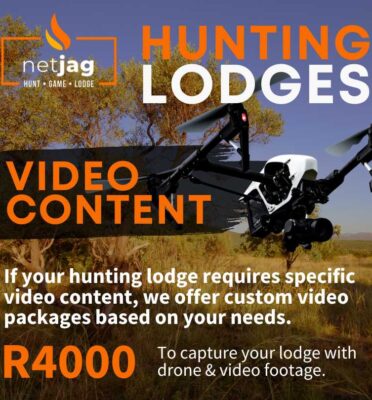 HUNTING
LODGES
netjag
HUNT • GAME • LODGE
VIDEO
CONTENT
If your hunting lodge requires specific
video content, we offer custom video
packages based on your needs.
R4000
To capture your lodge with
drone & video footage.